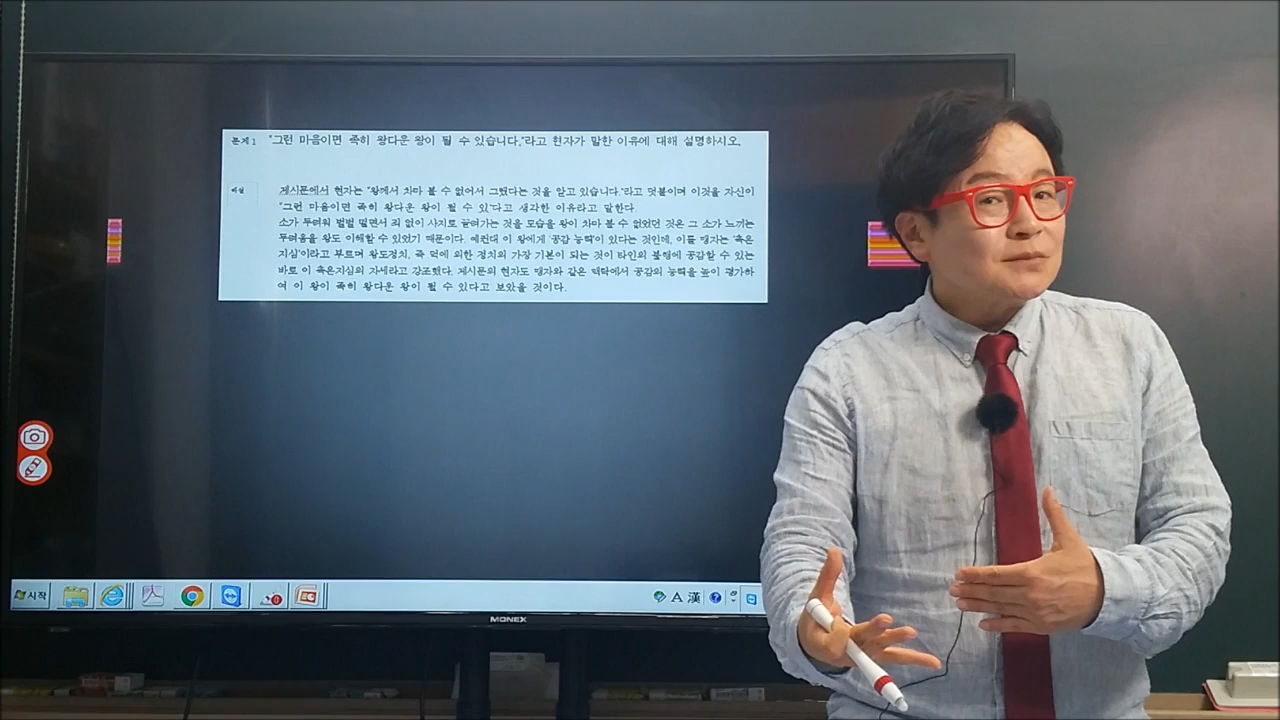 문제 1 "그런 마음이면 족히 왕다운 왕이 될 수 있습니다."라고 현자가 말한 이유에 대해 설명하시오.
해설 게시문에서 현자는 "왕께서 차마 볼 수 없어서 그랬다는 것을 알고 있습니다."라고 덧붙이며 이것을 자신이
"그런 마음이면 족히 왕다운 왕이 될 수 있다고 생각한 이유라고 말한다.
소가 두려워 벌벌 떨면서 죄 없이 사지로 끌려가는 것을 모습을 왕이 차마 볼 수 없었던 것은 그 소가 느끼는
두려움을 왕도 이해할 수 있었기 때문이다. 예컨대 이 왕에게 '공감 능력'이 있다는 것인데, 이를 맹자는 '측은
지심'이라고 부르며 왕도정치, 즉 덕에 의한 정치의 가장 기본이 되는 것이 타인의 불행에 공감할 수 있는
바로 이 측은지심의 자세라고 강조했다. 게시문의 현자도 맹자와 같은 맥락에서 공감의 능력을 높이 평가하
여 이 왕이 족히 왕다운 왕이 될 수 있다고 보았을 것이다.
시작
A 漢
MONEX